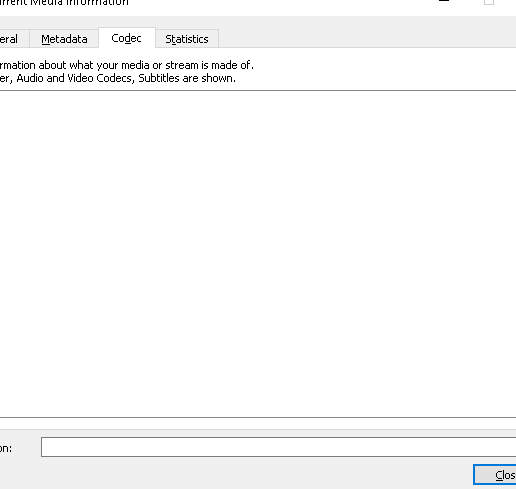 urrent Media Information
eral Metadata Codec Statistics
rmation about what your media or stream is made of.
er, Audio and Video Codecs, Subtitles are shown.
on:
Clos